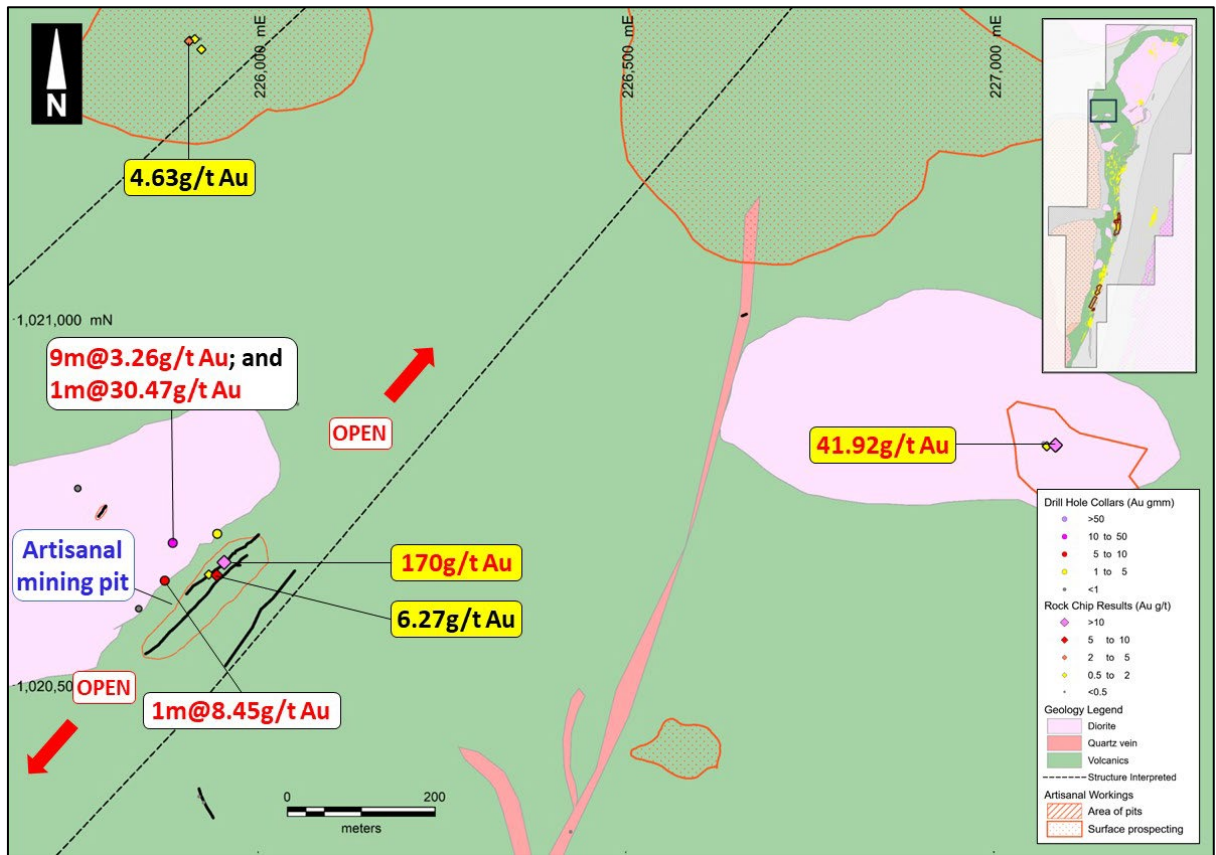 226,000 mE
226,500 mE
227,000 mE
N
4.63g/t Au
1,021,000 mN
9m@3.26g/t Au; and
1m@30.47g/t Au
OPEN
41.92g/t Au
Artisanal
mining pit
170g/t Au
6.27g/t Au
1,020,50
OPEN
1m@8.45g/t Au
0
200
meters
Drill Hole Collars (Au gmm)
>50
10 to 50
5 to 10
1 to 5
<1
Rock Chip Results (Au g/t)
>10
5 to 10
2 to 5
0.5 to 2
<0.5
Geology Legend
Diorite
Quartz vein
Volcanics
Structure Interpreted
Artisanal Workings
Area of pits
Surface prospecting